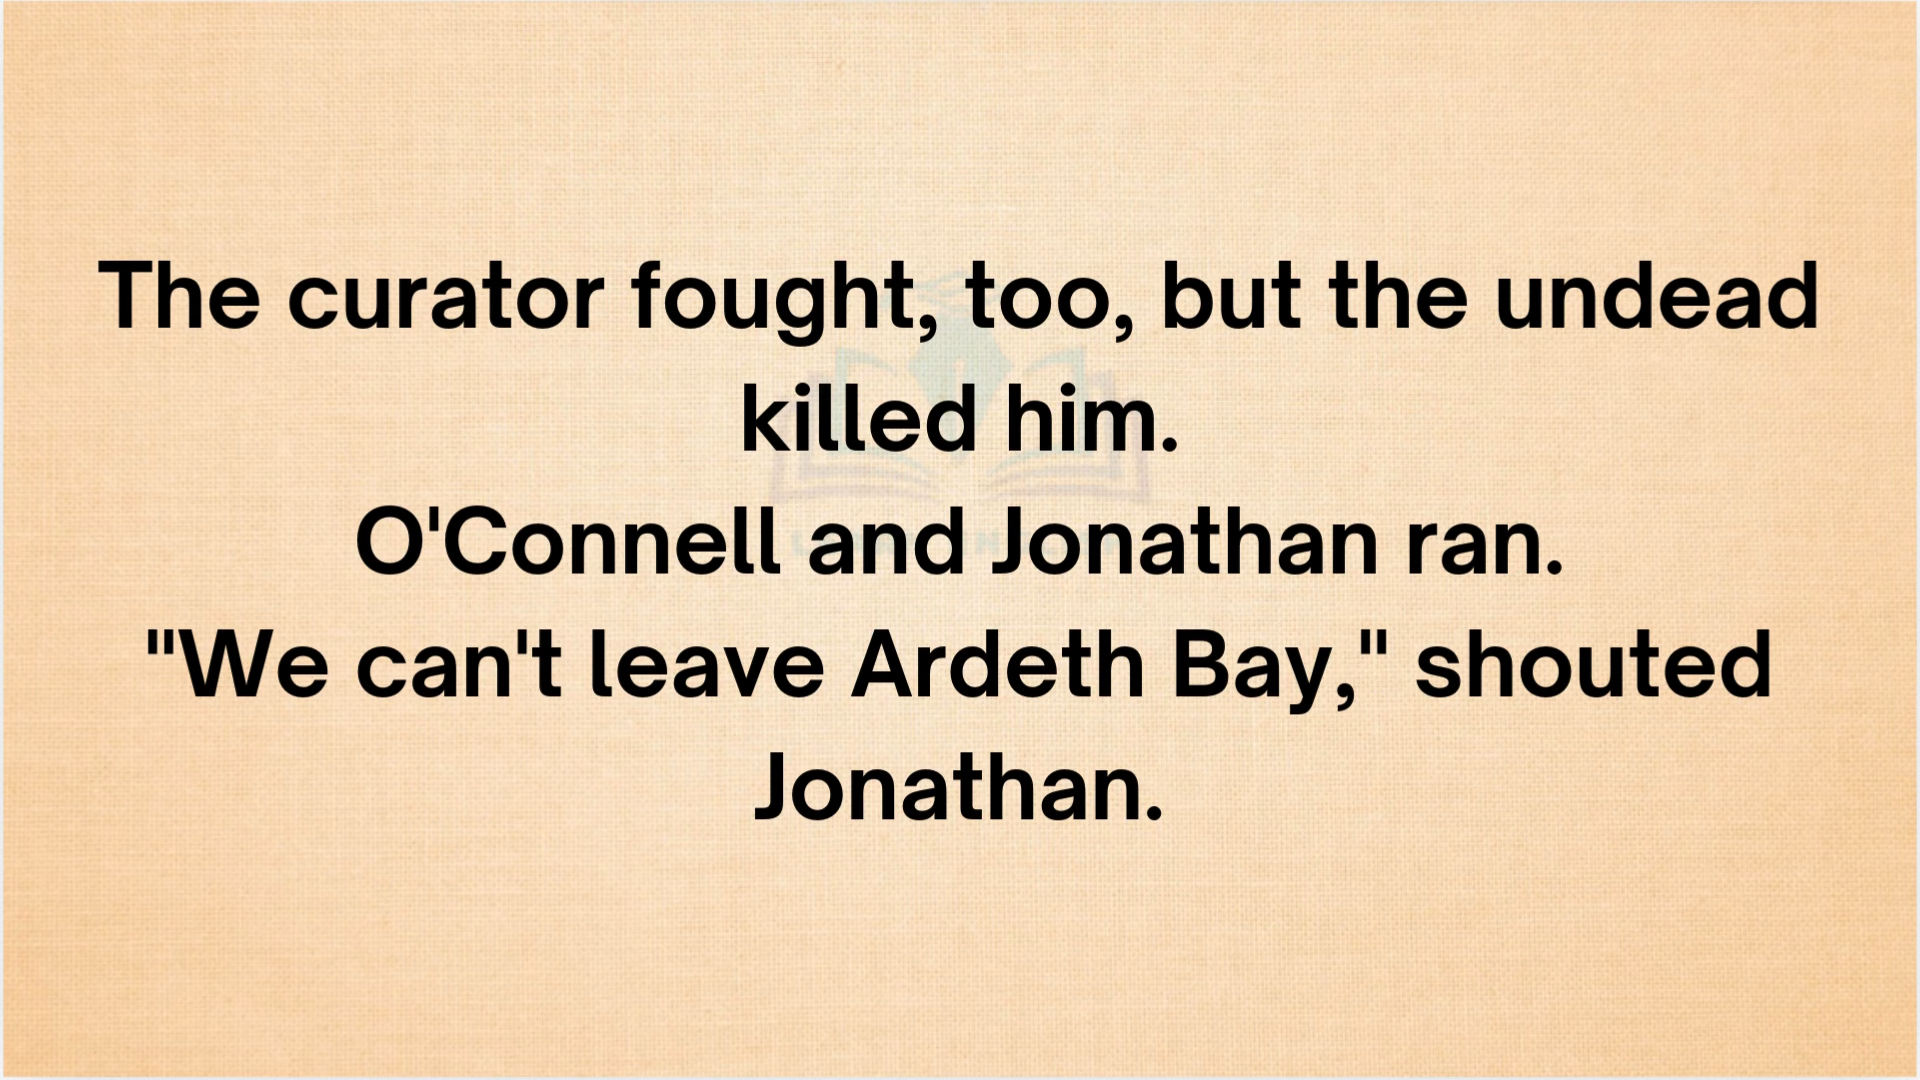 The curator fought, too, but the undead
killed him.
O'Connell and Jonathan ran.
"We can't leave Ardeth Bay," shouted
Jonathan.